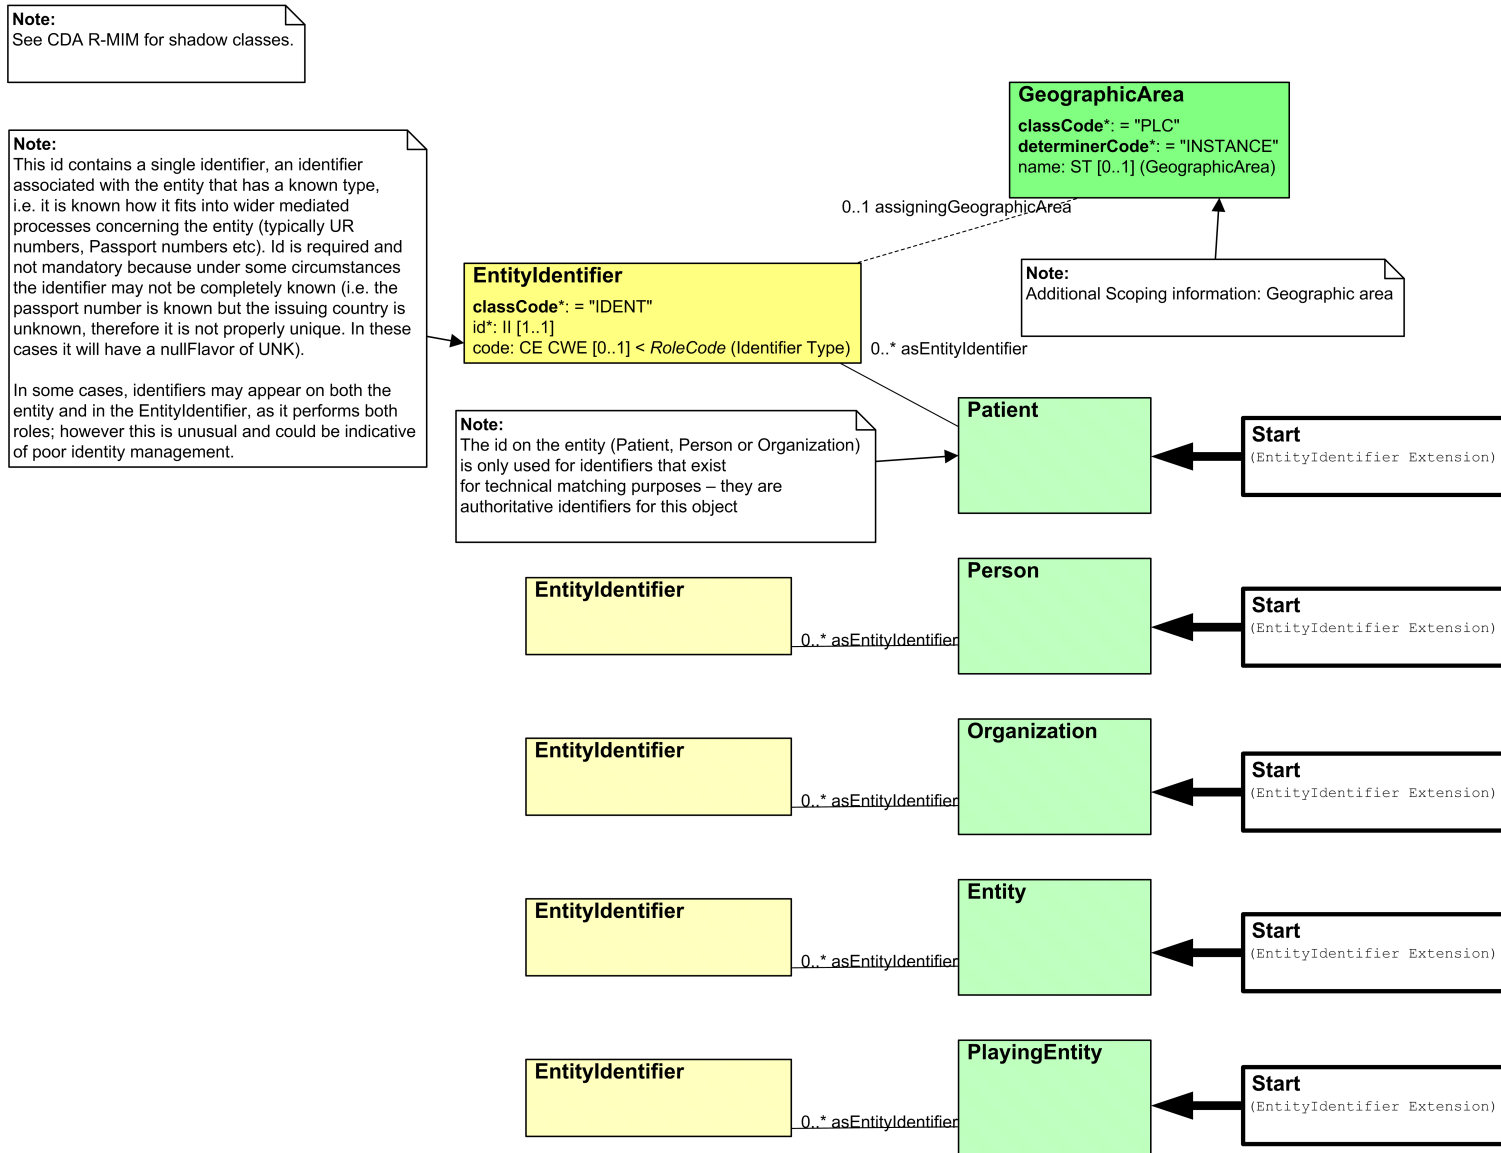 Note:
See CDA R-MIM for shadow classes.
GeographicArea
classCode*: = "PLC"
determinerCode*: = "INSTANCE"
name: ST [0..1] (GeographicArea)
Note:
This id contains a single identifier, an identifier
associated with the entity that has a known type,
i.e. it is known how it fits into wider mediated
processes concerning the entity (typically UR
numbers, Passport numbers etc). Id is required and
not mandatory because under some circumstances
the identifier may not be completely known (i.e. the
passport number is known but the issuing country is
unknown, therefore it is not properly unique. In these
cases it will have a nullFlavor of UNK).
In some cases, identifiers may appear on both the
entity and in the EntityIdentifier, as it performs both
roles; however this is unusual and could be indicative
of poor identity management.
0..1 assigningGeographicArea
EntityIdentifier
classCode*: = "IDENT"
id*: II [1..1]
code: CE CWE [0..1] < RoleCode (Identifier Type)
0..* asEntityIdentifier
Note:
Additional Scoping information: Geographic area
Note:
The id on the entity (Patient, Person or Organization)
is only used for identifiers that exist
for technical matching purposes – they are
authoritative identifiers for this object
Patient
Start
(EntityIdentifier Extension)
EntityIdentifier
0..* asEntityIdentifier
Person
Start
(EntityIdentifier Extension)
EntityIdentifier
0..* asEntityIdentifier
Organization
Start
(EntityIdentifier Extension)
EntityIdentifier
0..* asEntityIdentifier
Entity
Start
(EntityIdentifier Extension)
EntityIdentifier
0..* asEntityIdentifier
PlayingEntity
Start
(EntityIdentifier Extension)